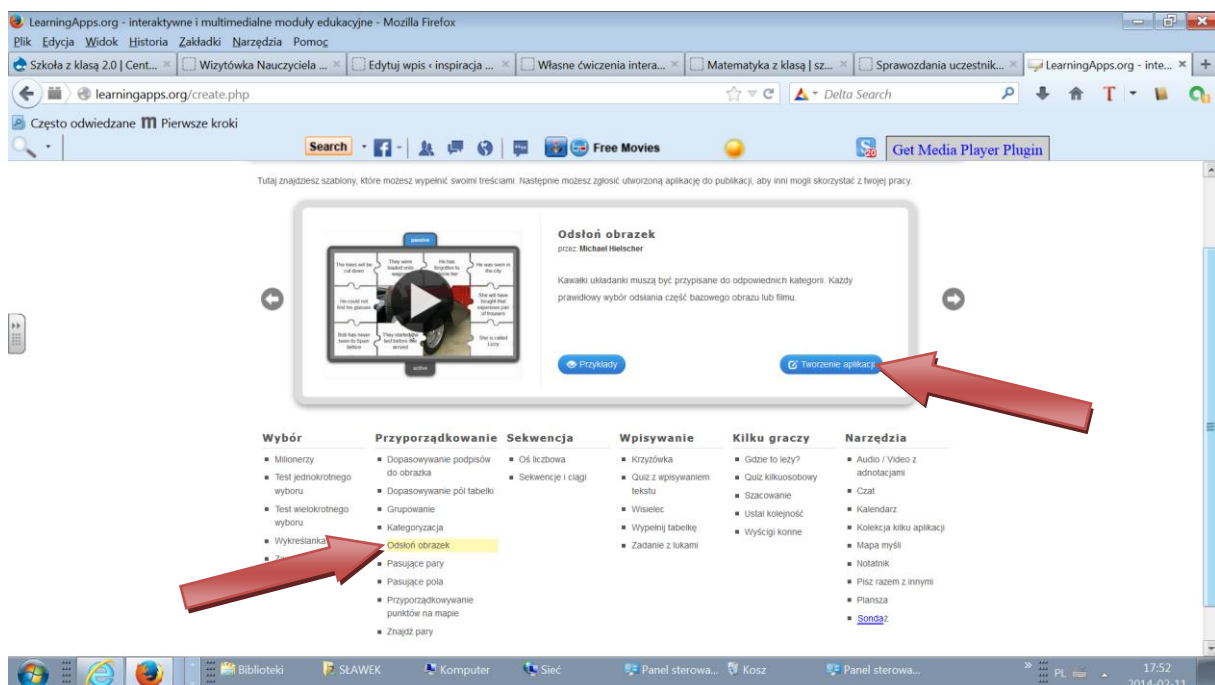 LearningApps.org - interaktywne i multimedialne moduły edukacyjne - Mozilla Firefox
Plik Edycja Widok Historia Zakładki Narzędzia Pomoc
Szkoła z klasą 2.0 | Cent... Wizytówka Nauczyciela ... Edytuj wpis ‹ inspiracja ... Własne ćwiczenia intera... Matematyka z klasą | sz... Sprawozdania uczestnik... LearningApps.org - inte...
learningapps.org/create.php Delta Search
Często odwiedzane Pierwsze kroki
Search Free Movies Get Media Player Plugin
Tutaj znajdziesz szablony, które możesz wypełnić swoimi treściami. Następnie możesz zgłosić utworzoną aplikację do publikacji, aby inni mogli skorzystać z twojej pracy.
Odsłoń obrazek
przez: Michael Hielscher
Kawałki układanki muszą być przypisane do odpowiednich kategorii. Każdy
prawidłowy wybór odsłania część bazowego obrazu lub filmu.
passive
active
Przykłady
Tworzenie aplikacji
Wybór
Milionerzy
Test jednokrotnego
wyboru
Test wielokrotnego
wyboru
Wykreślanka
Przyporządkowanie
Dopasowywanie podpisów
do obrazka
Dopasowywanie pól tabelki
Grupowanie
Kategoryzacja
Odsłoń obrazek
Pasujące pary
Pasujące pola
Przyporządkowywanie
punktów na mapie
Znajdź pary
Sekwencja
Oś liczbowa
Sekwencje i ciągi
Wpisywanie
Krzyżówka
Quiz z wpisywaniem
tekstu
Wisielec
Wypełnij tabelkę
Zadanie z lukami
Kilku graczy
Gdzie to leży?
Quiz kilkuosobowy
Szacowanie
Ustal kolejność
Wyścigi konne
Narzędzia
Audio / Video z
adnotacjami
Czat
Kalendarz
Kolekcja kilku aplikacji
Mapa myśli
Notatnik
Pisz razem z innymi
Plansza
Sondaż
Biblioteki SŁAWEK Komputer Sieć Panel sterowa... Kosz Panel sterowa... PL 17:52
2014-02-11